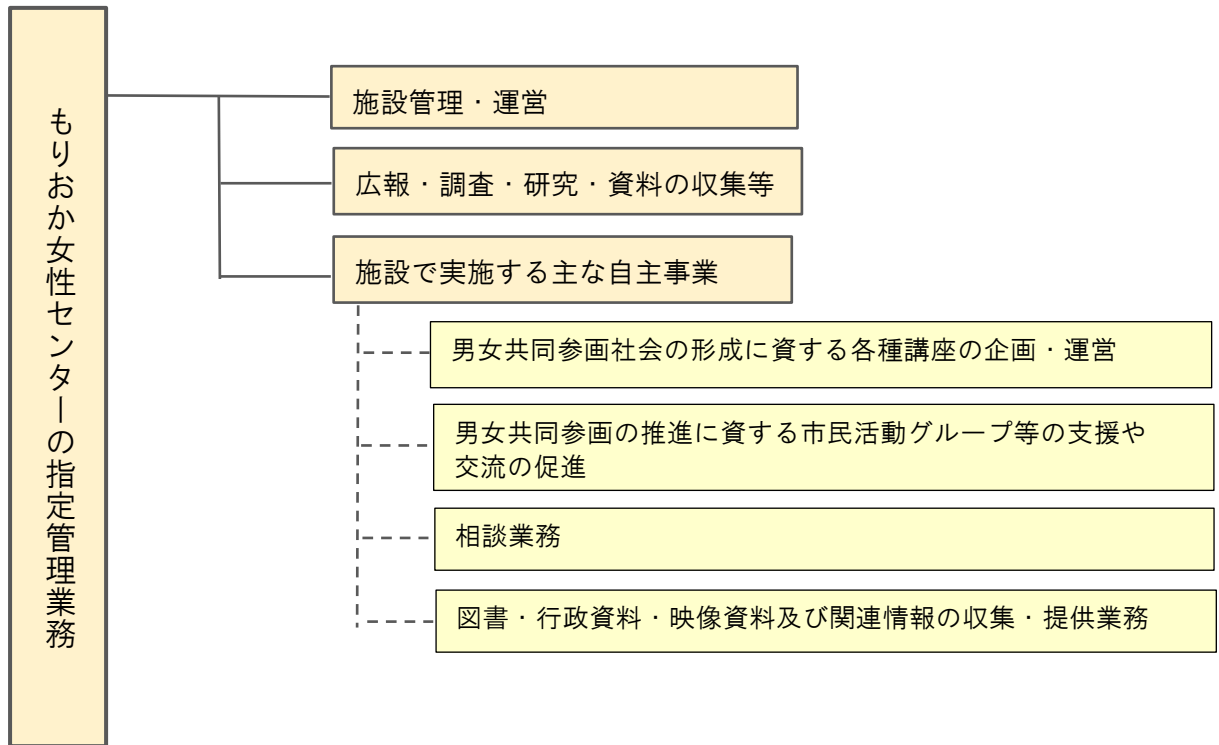 もりおか女性センターの指定管理業務
施設管理・運営
広報・調査・研究・資料の収集等
施設で実施する主な自主事業
男女共同参画社会の形成に資する各種講座の企画・運営
男女共同参画の推進に資する市民活動グループ等の支援や
交流の促進
相談業務
図書・行政資料・映像資料及び関連情報の収集・提供業務